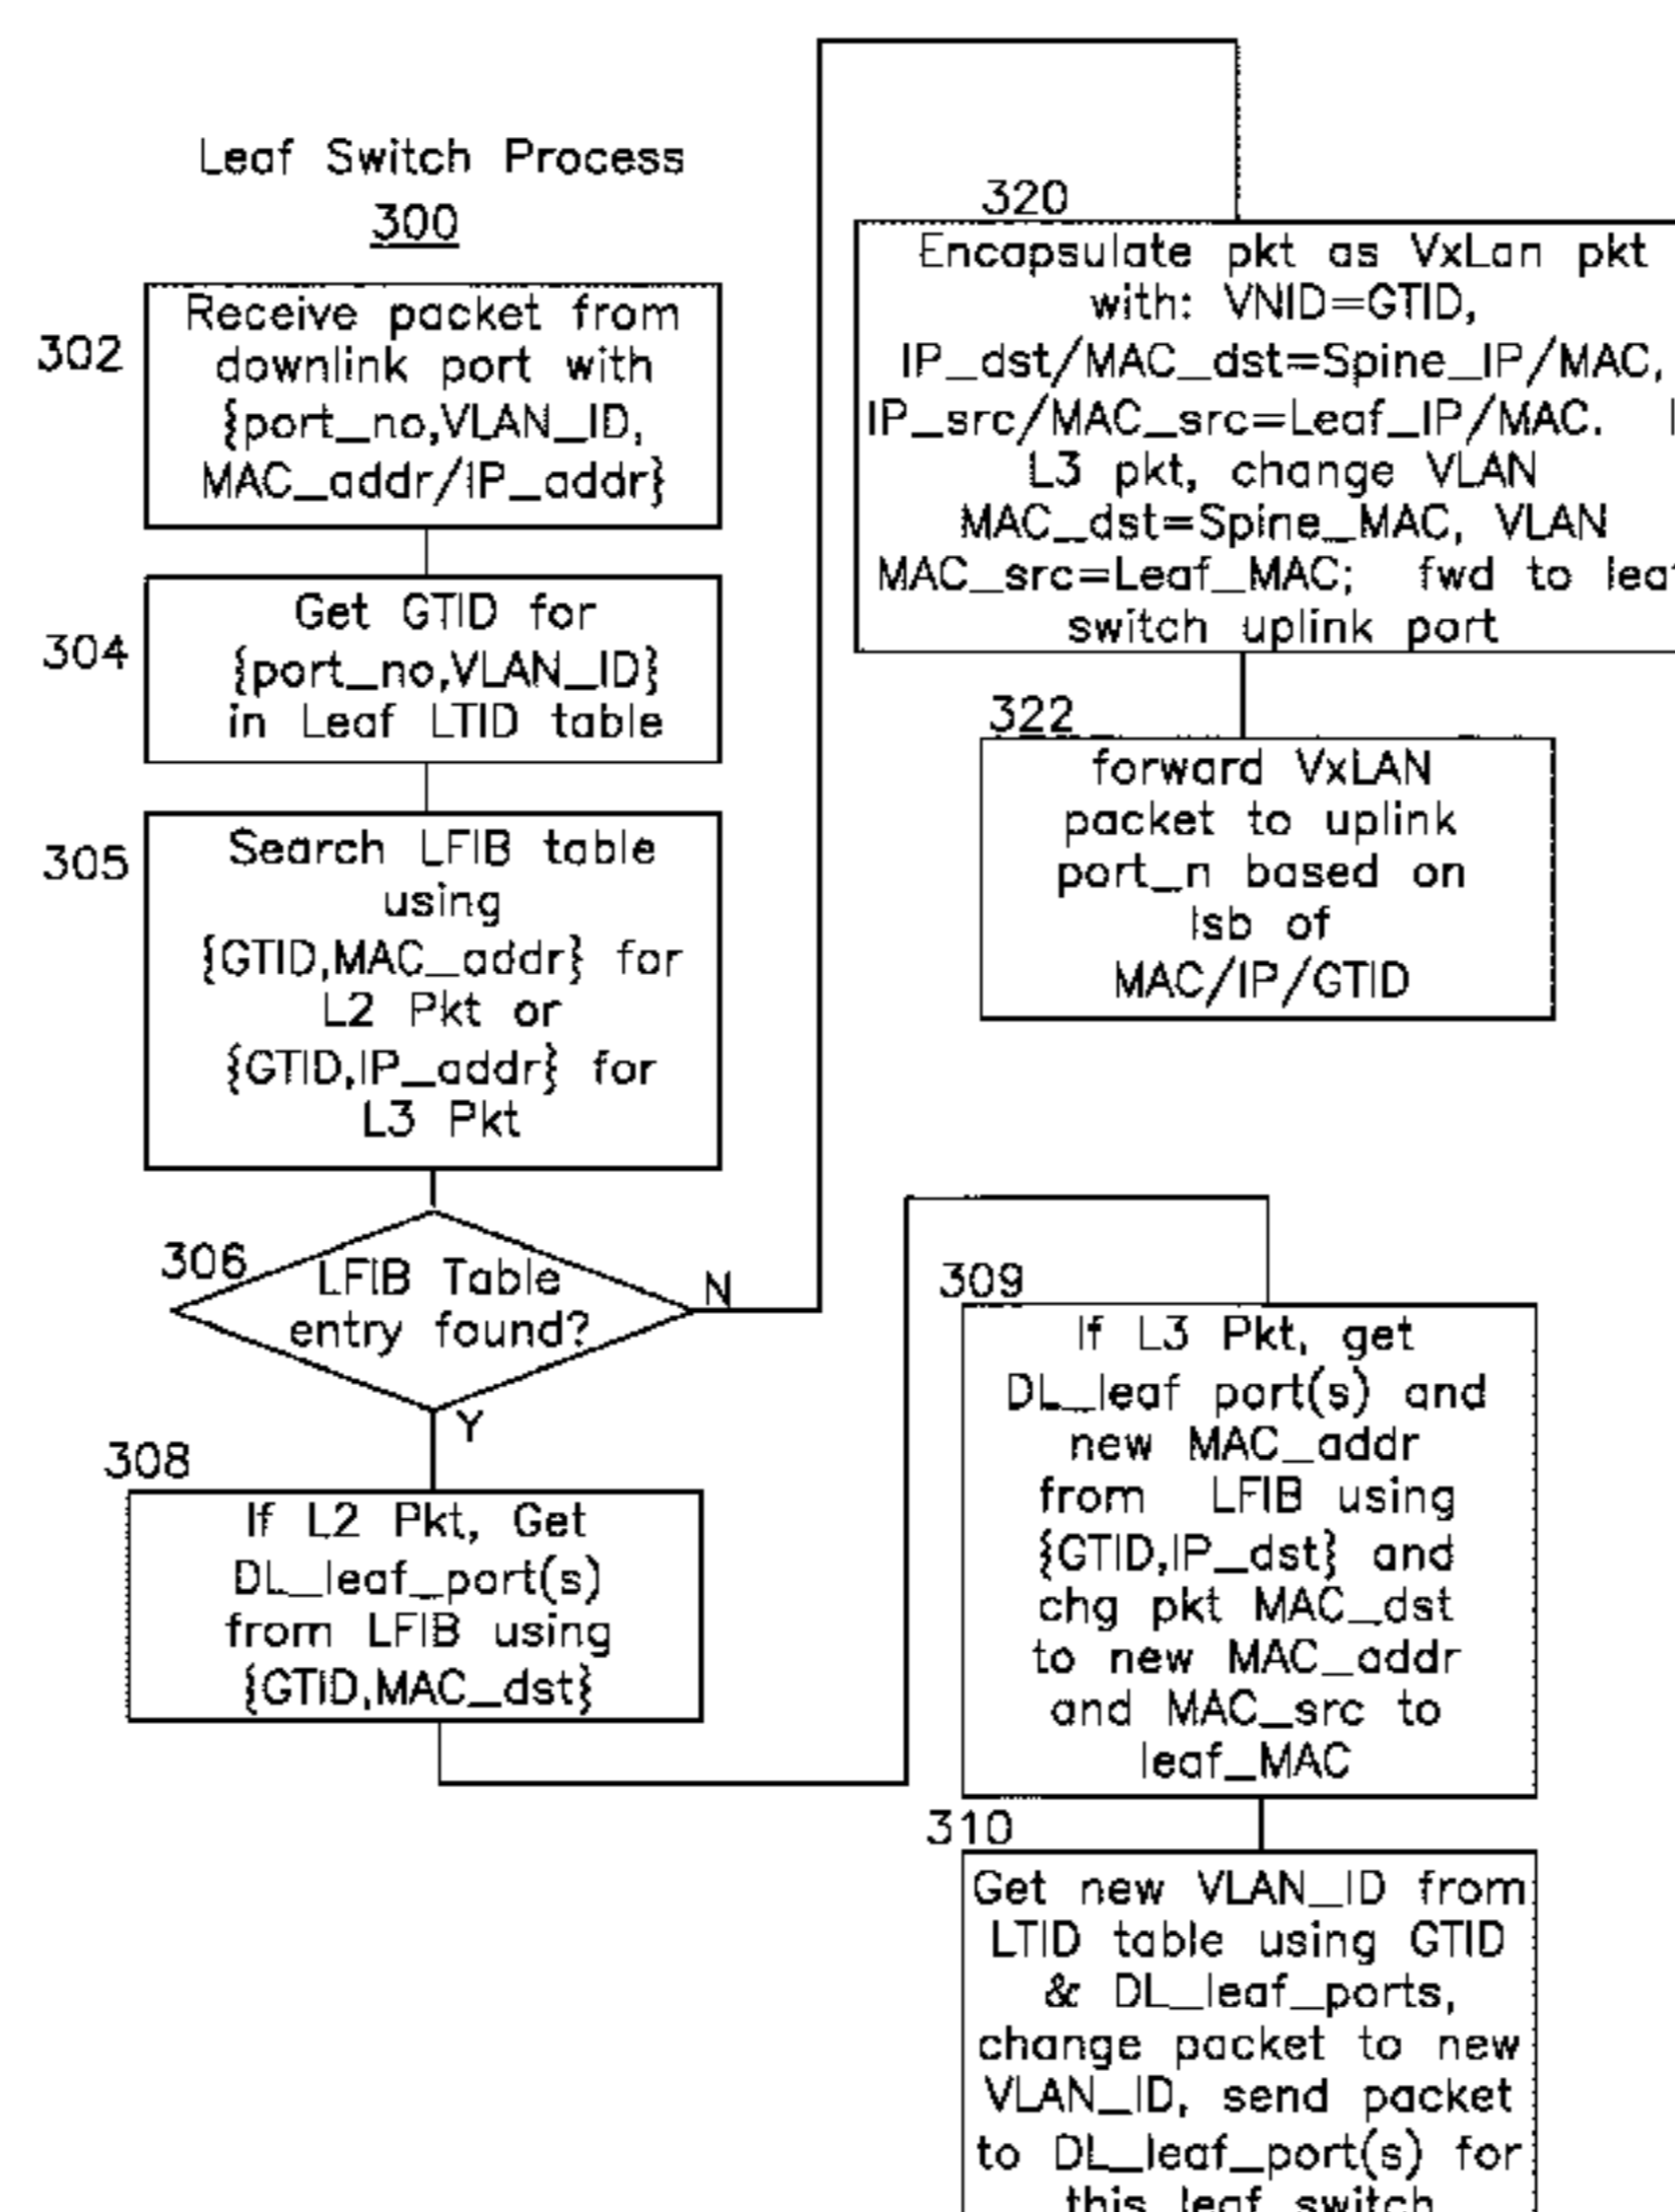 Leaf Switch Process
300
302
Receive packet from
downlink port with
{port_no,VLAN_ID,
MAC_addr/IP_addr}
304
Get GTID for
{port_no,VLAN_ID}
in Leaf LTID table
305
Search LFIB table
using
{GTID,MAC_addr} for
L2 Pkt or
{GTID,IP_addr} for
L3 Pkt
306
LFIB Table
entry found?
N
Y
308
If L2 Pkt, Get
DL_leaf_port(s)
from LFIB using
{GTID,MAC_dst}
320
Encapsulate pkt as VxLan pkt
with: VNID=GTID,
IP_dst/MAC_dst=Spine_IP/MAC,
IP_src/MAC_src=Leaf_IP/MAC.
L3 pkt, change VLAN
MAC_dst=Spine_MAC, VLAN
MAC_src=Leaf_MAC; fwd to leaf
switch uplink port
322
forward VxLAN
packet to uplink
port_n based on
lsb of
MAC/IP/GTID
309
If L3 Pkt, get
DL_leaf port(s) and
new MAC_addr
from LFIB using
{GTID,IP_dst} and
chg pkt MAC_dst
to new MAC_addr
and MAC_src to
leaf_MAC
310
Get new VLAN_ID from
LTID table using GTID
& DL_leaf_ports,
change packet to new
VLAN_ID, send packet
to DL_leaf_port(s) for
this leaf switch